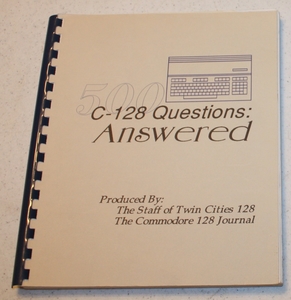 500
C-128 Questions:
Answered
Produced By:
The Staff of Twin Cities 128
The Commodore 128 Journal